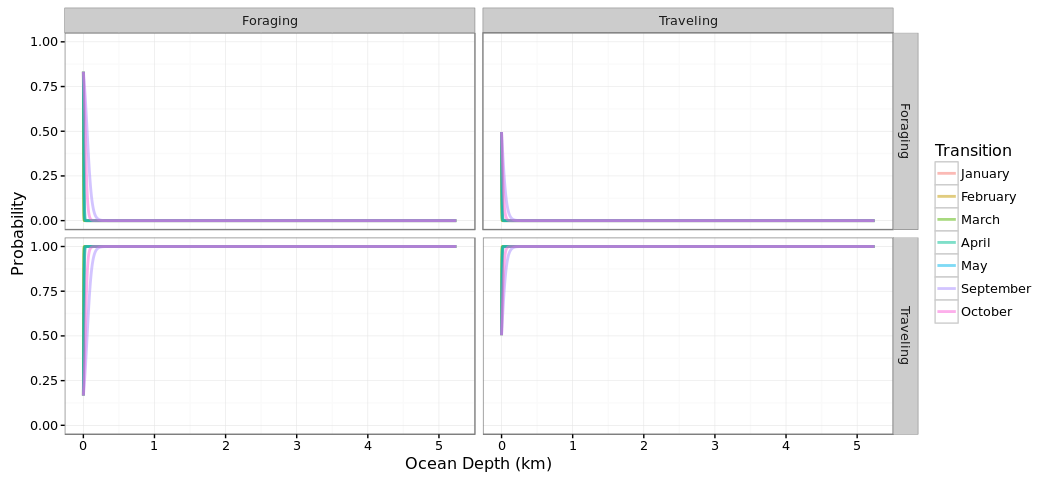 Foraging Traveling
1.00
0.75
0.50
0.25
0.00
Foraging
1.00
0.75
0.50
0.25
0.00
Traveling
Probability
0 1 2 3 4 5 0 1 2 3 4 5
Ocean Depth (km)
Transition
January
February
March
April
May
September
October